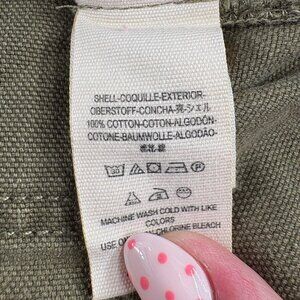 SHELL-COQUILLE-EXTERIOR-
OBERSTOFF-CONCHA-表-シェル
100% COTTON-COTON-ALGODÓN-
COTONE-BAUMWOLLE-ALGODÃO-
MACHINE WASH COLD WITH LIKE
COLORS
USE CHLORINE BLEACH